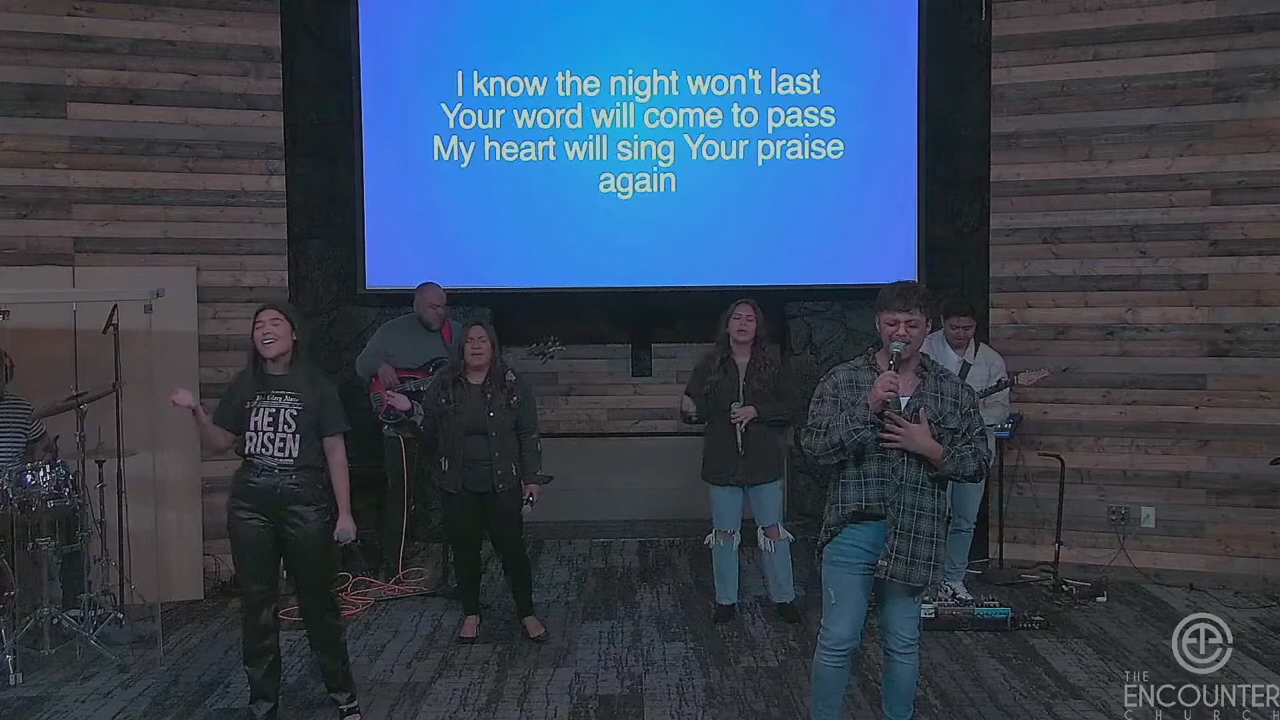 I know the night won't last
Your word will come to pass
My heart will sing Your praise
again
HE IS
RISEN
THE
ENCOUNTER
CHURCH